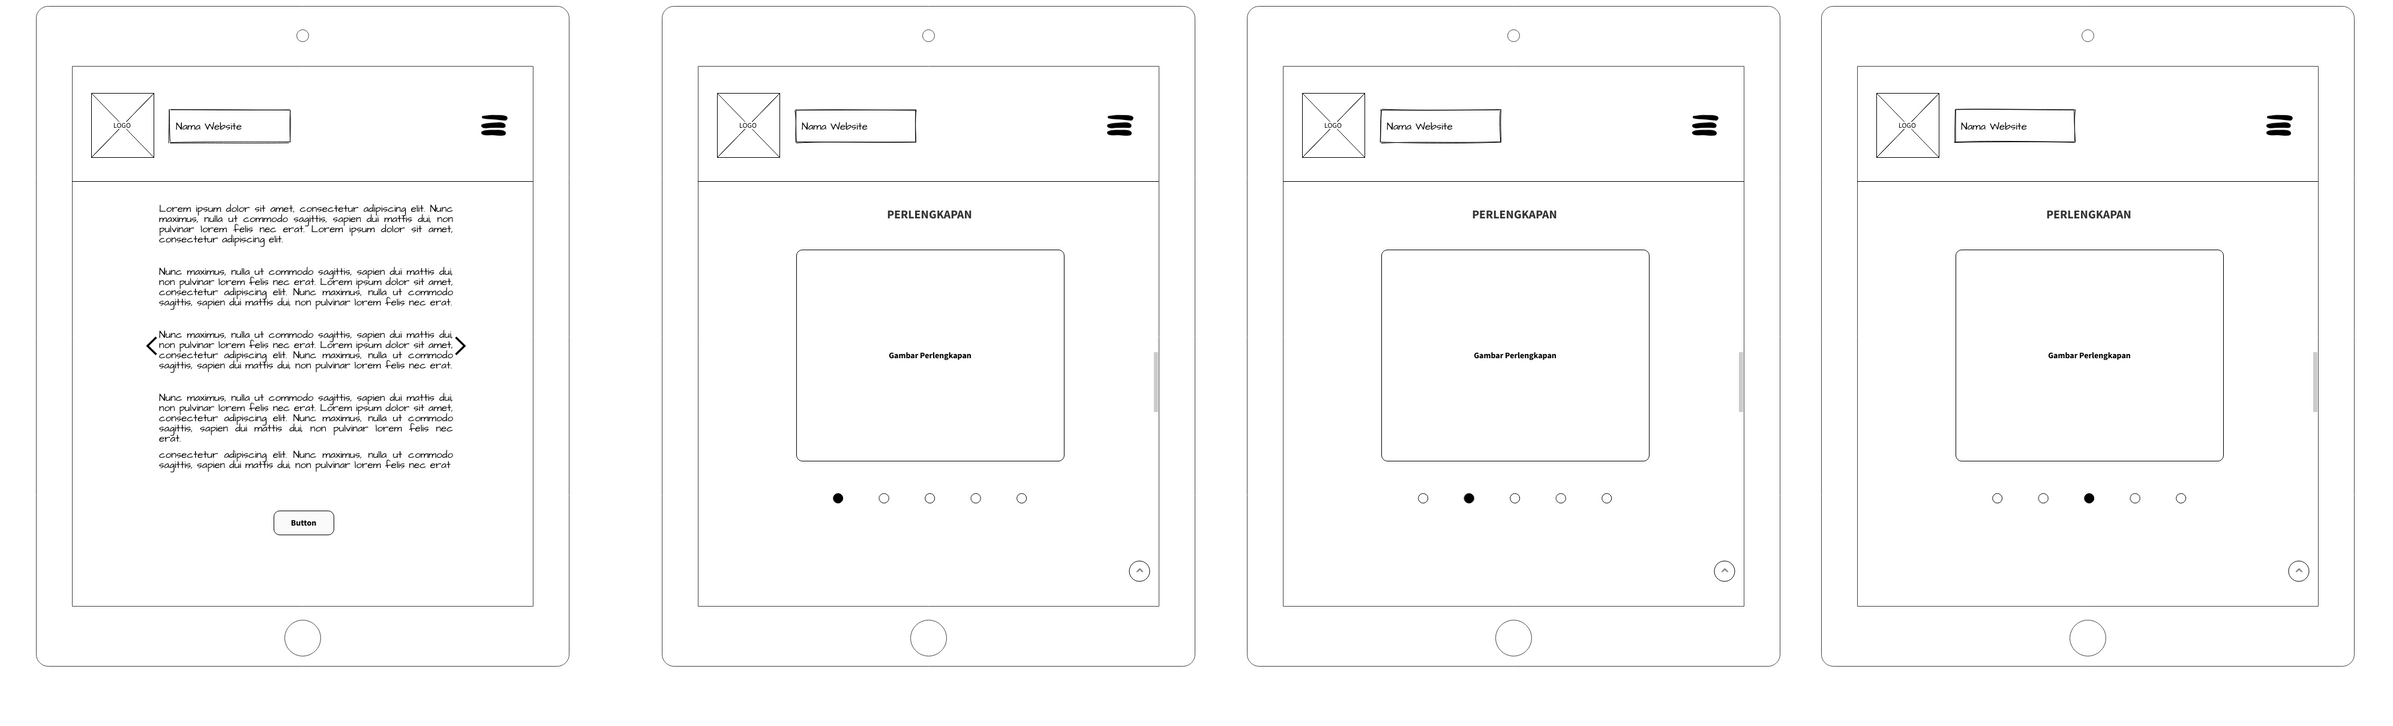 LOGO
Nama Website
Lorem ipsum dolor sit amet, consectetur adipiscing elit. Nunc
maximus, nulla ut commodo sagittis, sapien dui mattis dui, non
pulvinar lorem felis nec erat. Lorem ipsum dolor sit amet,
consectetur adipiscing elit.
Nunc maximus, nulla ut commodo sagittis, sapien dui mattis dui,
non pulvinar lorem felis nec erat. Lorem ipsum dolor sit amet,
consectetur adipiscing elit. Nunc maximus, nulla ut commodo
sagittis, sapien dui mattis dui, non pulvinar lorem felis nec erat.
Nunc maximus, nulla ut commodo sagittis, sapien dui mattis dui,
non pulvinar lorem felis nec erat. Lorem ipsum dolor sit amet,
consectetur adipiscing elit. Nunc maximus, nulla ut commodo
sagittis, sapien dui mattis dui, non pulvinar lorem felis nec erat.
Nunc maximus, nulla ut commodo sagittis, sapien dui mattis dui,
non pulvinar lorem felis nec erat. Lorem ipsum dolor sit amet,
consectetur adipiscing elit. Nunc maximus, nulla ut commodo
sagittis, sapien dui mattis dui, non pulvinar lorem felis nec
erat.
consectetur adipiscing elit. Nunc maximus, nulla ut commodo
sagittis, sapien dui mattis dui, non pulvinar lorem felis nec erat
Button
LOGO
Nama Website
PERLENGKAPAN
Gambar Perlengkapan
LOGO
Nama Website
PERLENGKAPAN
Gambar Perlengkapan
LOGO
Nama Website
PERLENGKAPAN
Gambar Perlengkapan